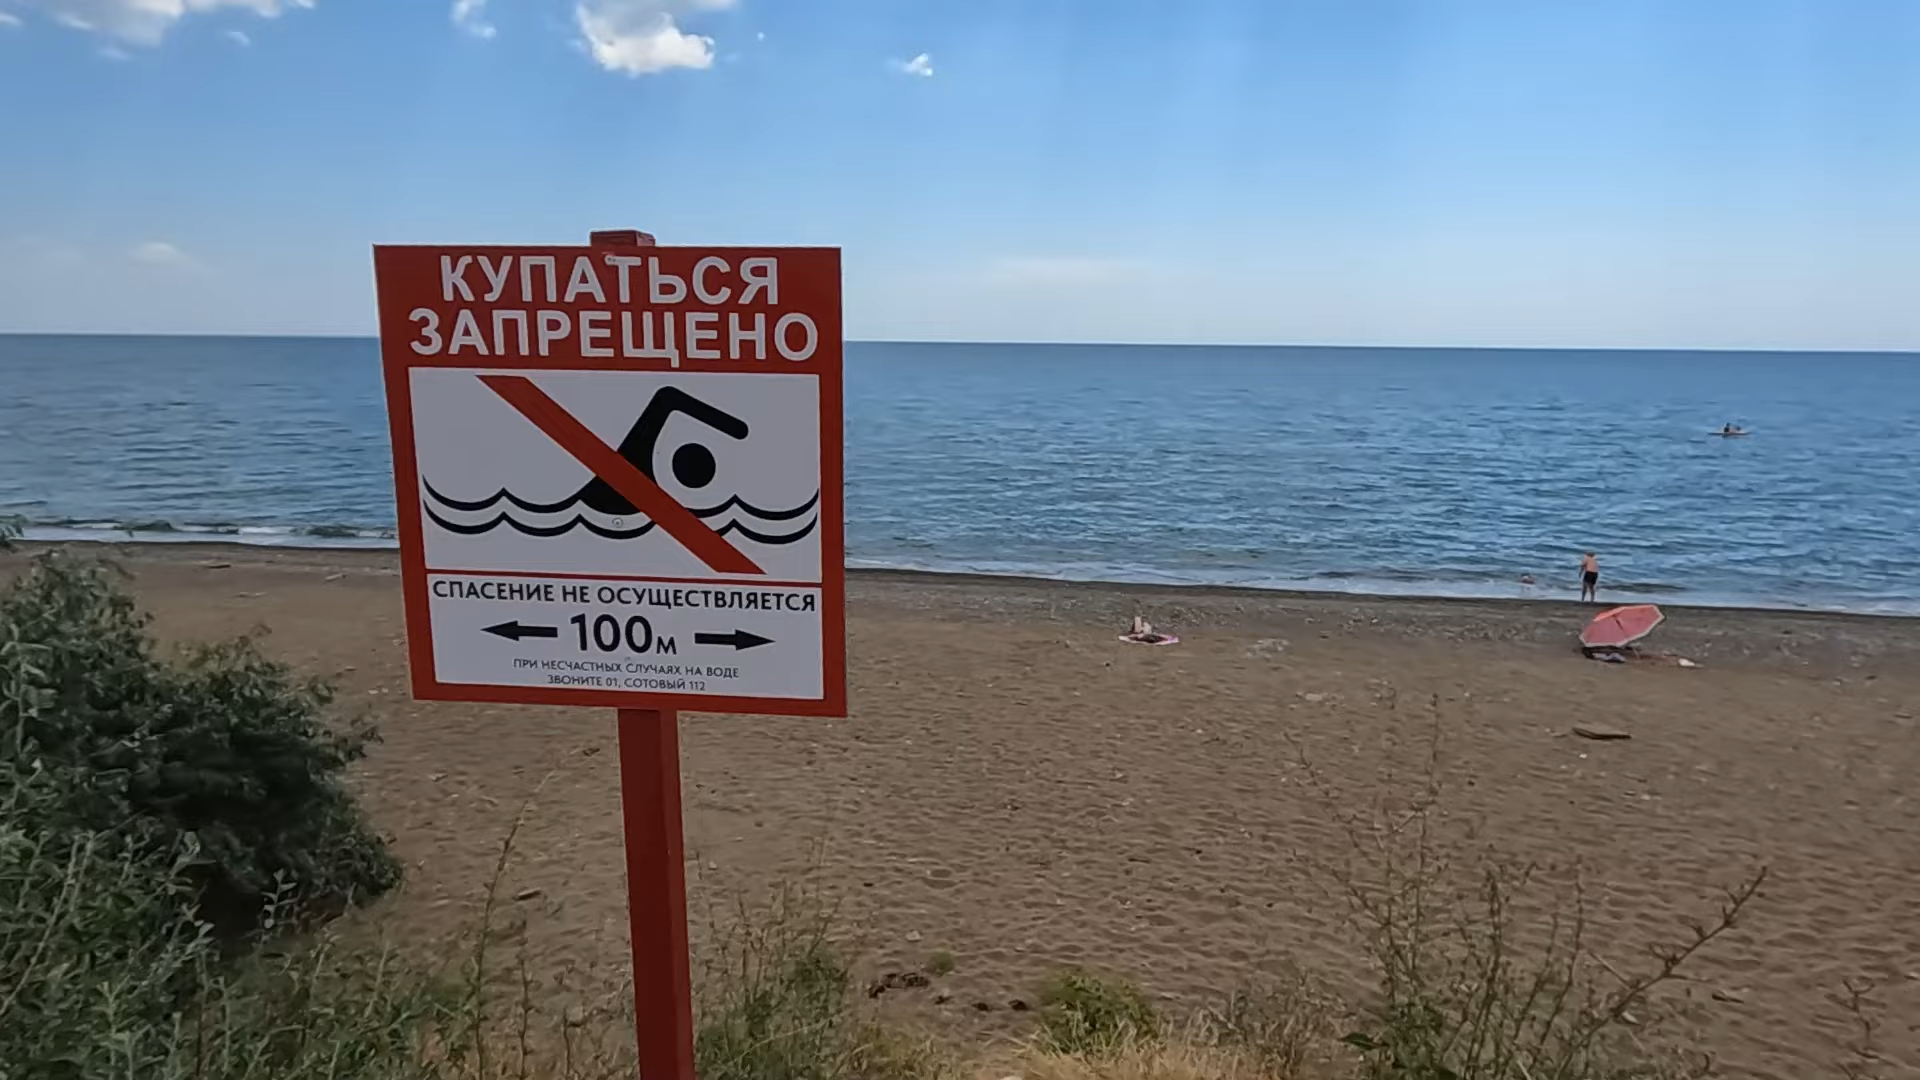 КУПАТЬСЯ
ЗАПРЕЩЕНО
СПАСЕНИЕ НЕ ОСУЩЕСТВЛЯЕТСЯ
100м
ПРИ НЕСЧАСТНЫХ СЛУЧАЯХ НА ВОДЕ
ЗВОНИТЕ 01, СОТОВЫЙ 112